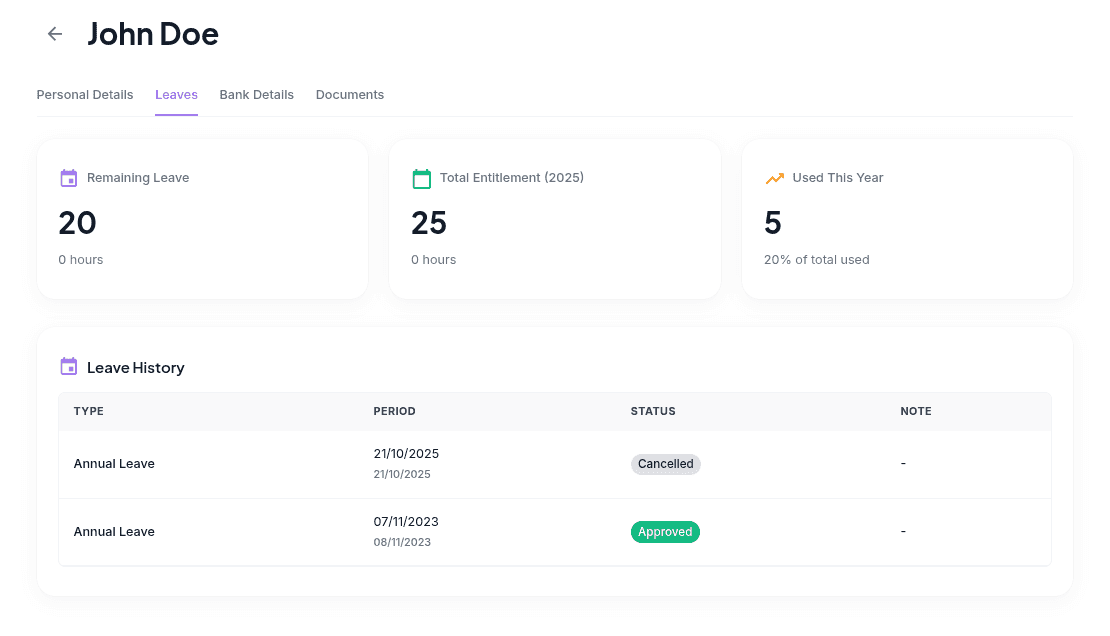 John Doe
Personal Details Leaves Bank Details Documents
Remaining Leave
20
0 hours
Total Entitlement (2025)
25
0 hours
Used This Year
5
20% of total used
Leave History
TYPE PERIOD STATUS NOTE
Annual Leave 21/10/2025 Cancelled -
21/10/2025
Annual Leave 07/11/2023 Approved -
08/11/2023